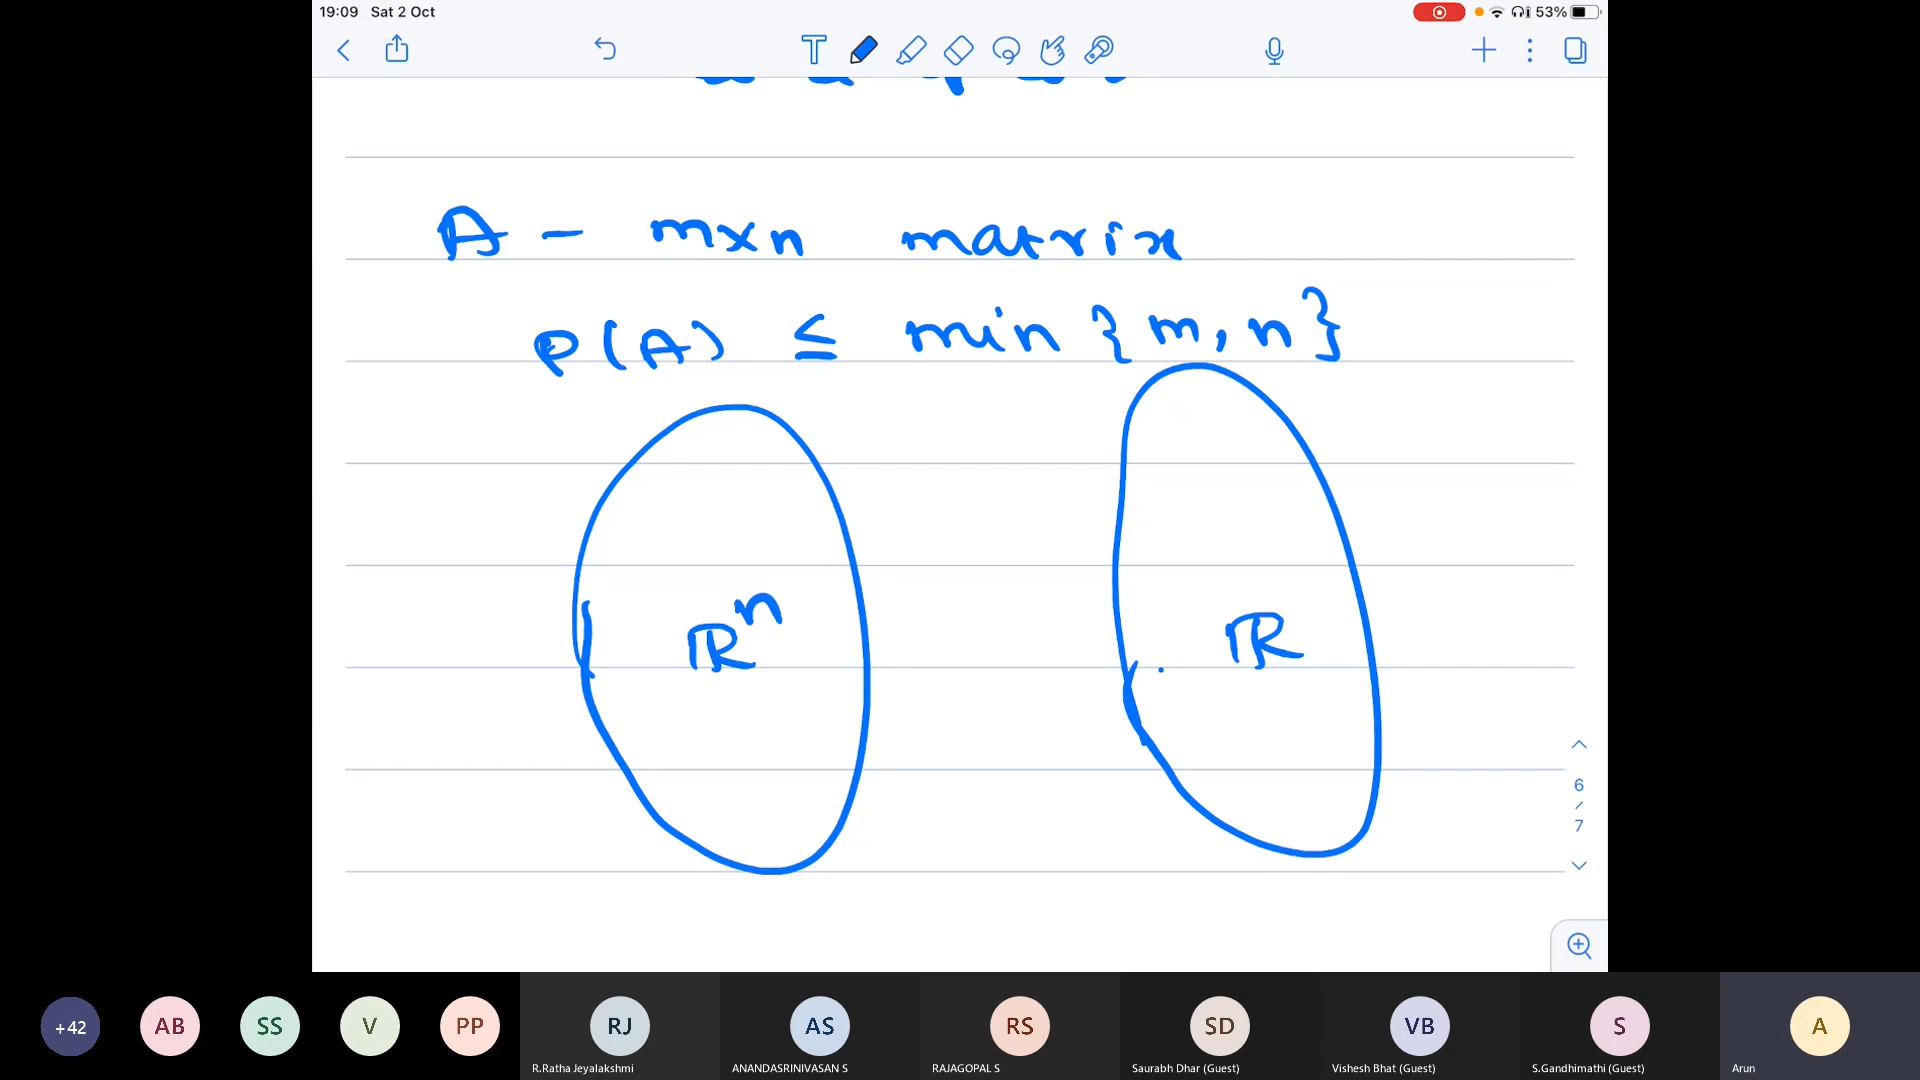 19:09 Sat 2 Oct 53%
T
A - m×n matrix
ρ(A) ≤ min {m, n}
ℝⁿ ℝ
6
/
7
+42 AB SS V PP RJ AS RS SD VB S A
R.Ratha Jeyalakshmi ANANDASRINIVASAN S RAJAGOPAL S Saurabh Dhar (Guest) Vishesh Bhat (Guest) S.Gandhimathi (Guest) Arun